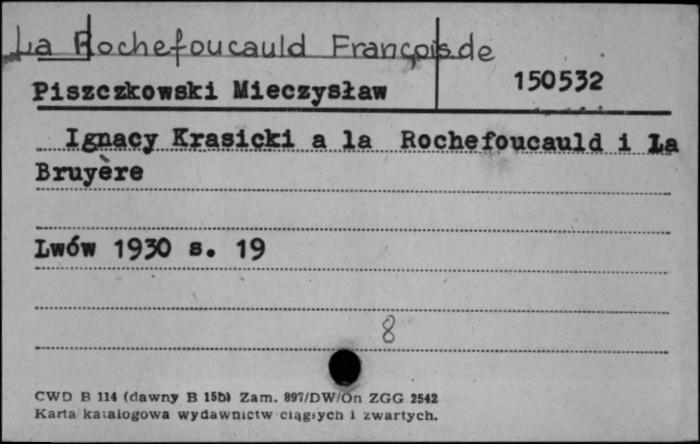 La Rochefoucauld François de
Piszczkowski Mieczysław 150532
Ignacy Krasicki a la Rochefoucauld i La
Bruyère
Lwów 1930 s. 19
8
CWD B 114 (dawny B 15b) Zam. 897/DW/On ZGG 2542
Karta katalogowa wydawnictw ciągłych i zwartych.